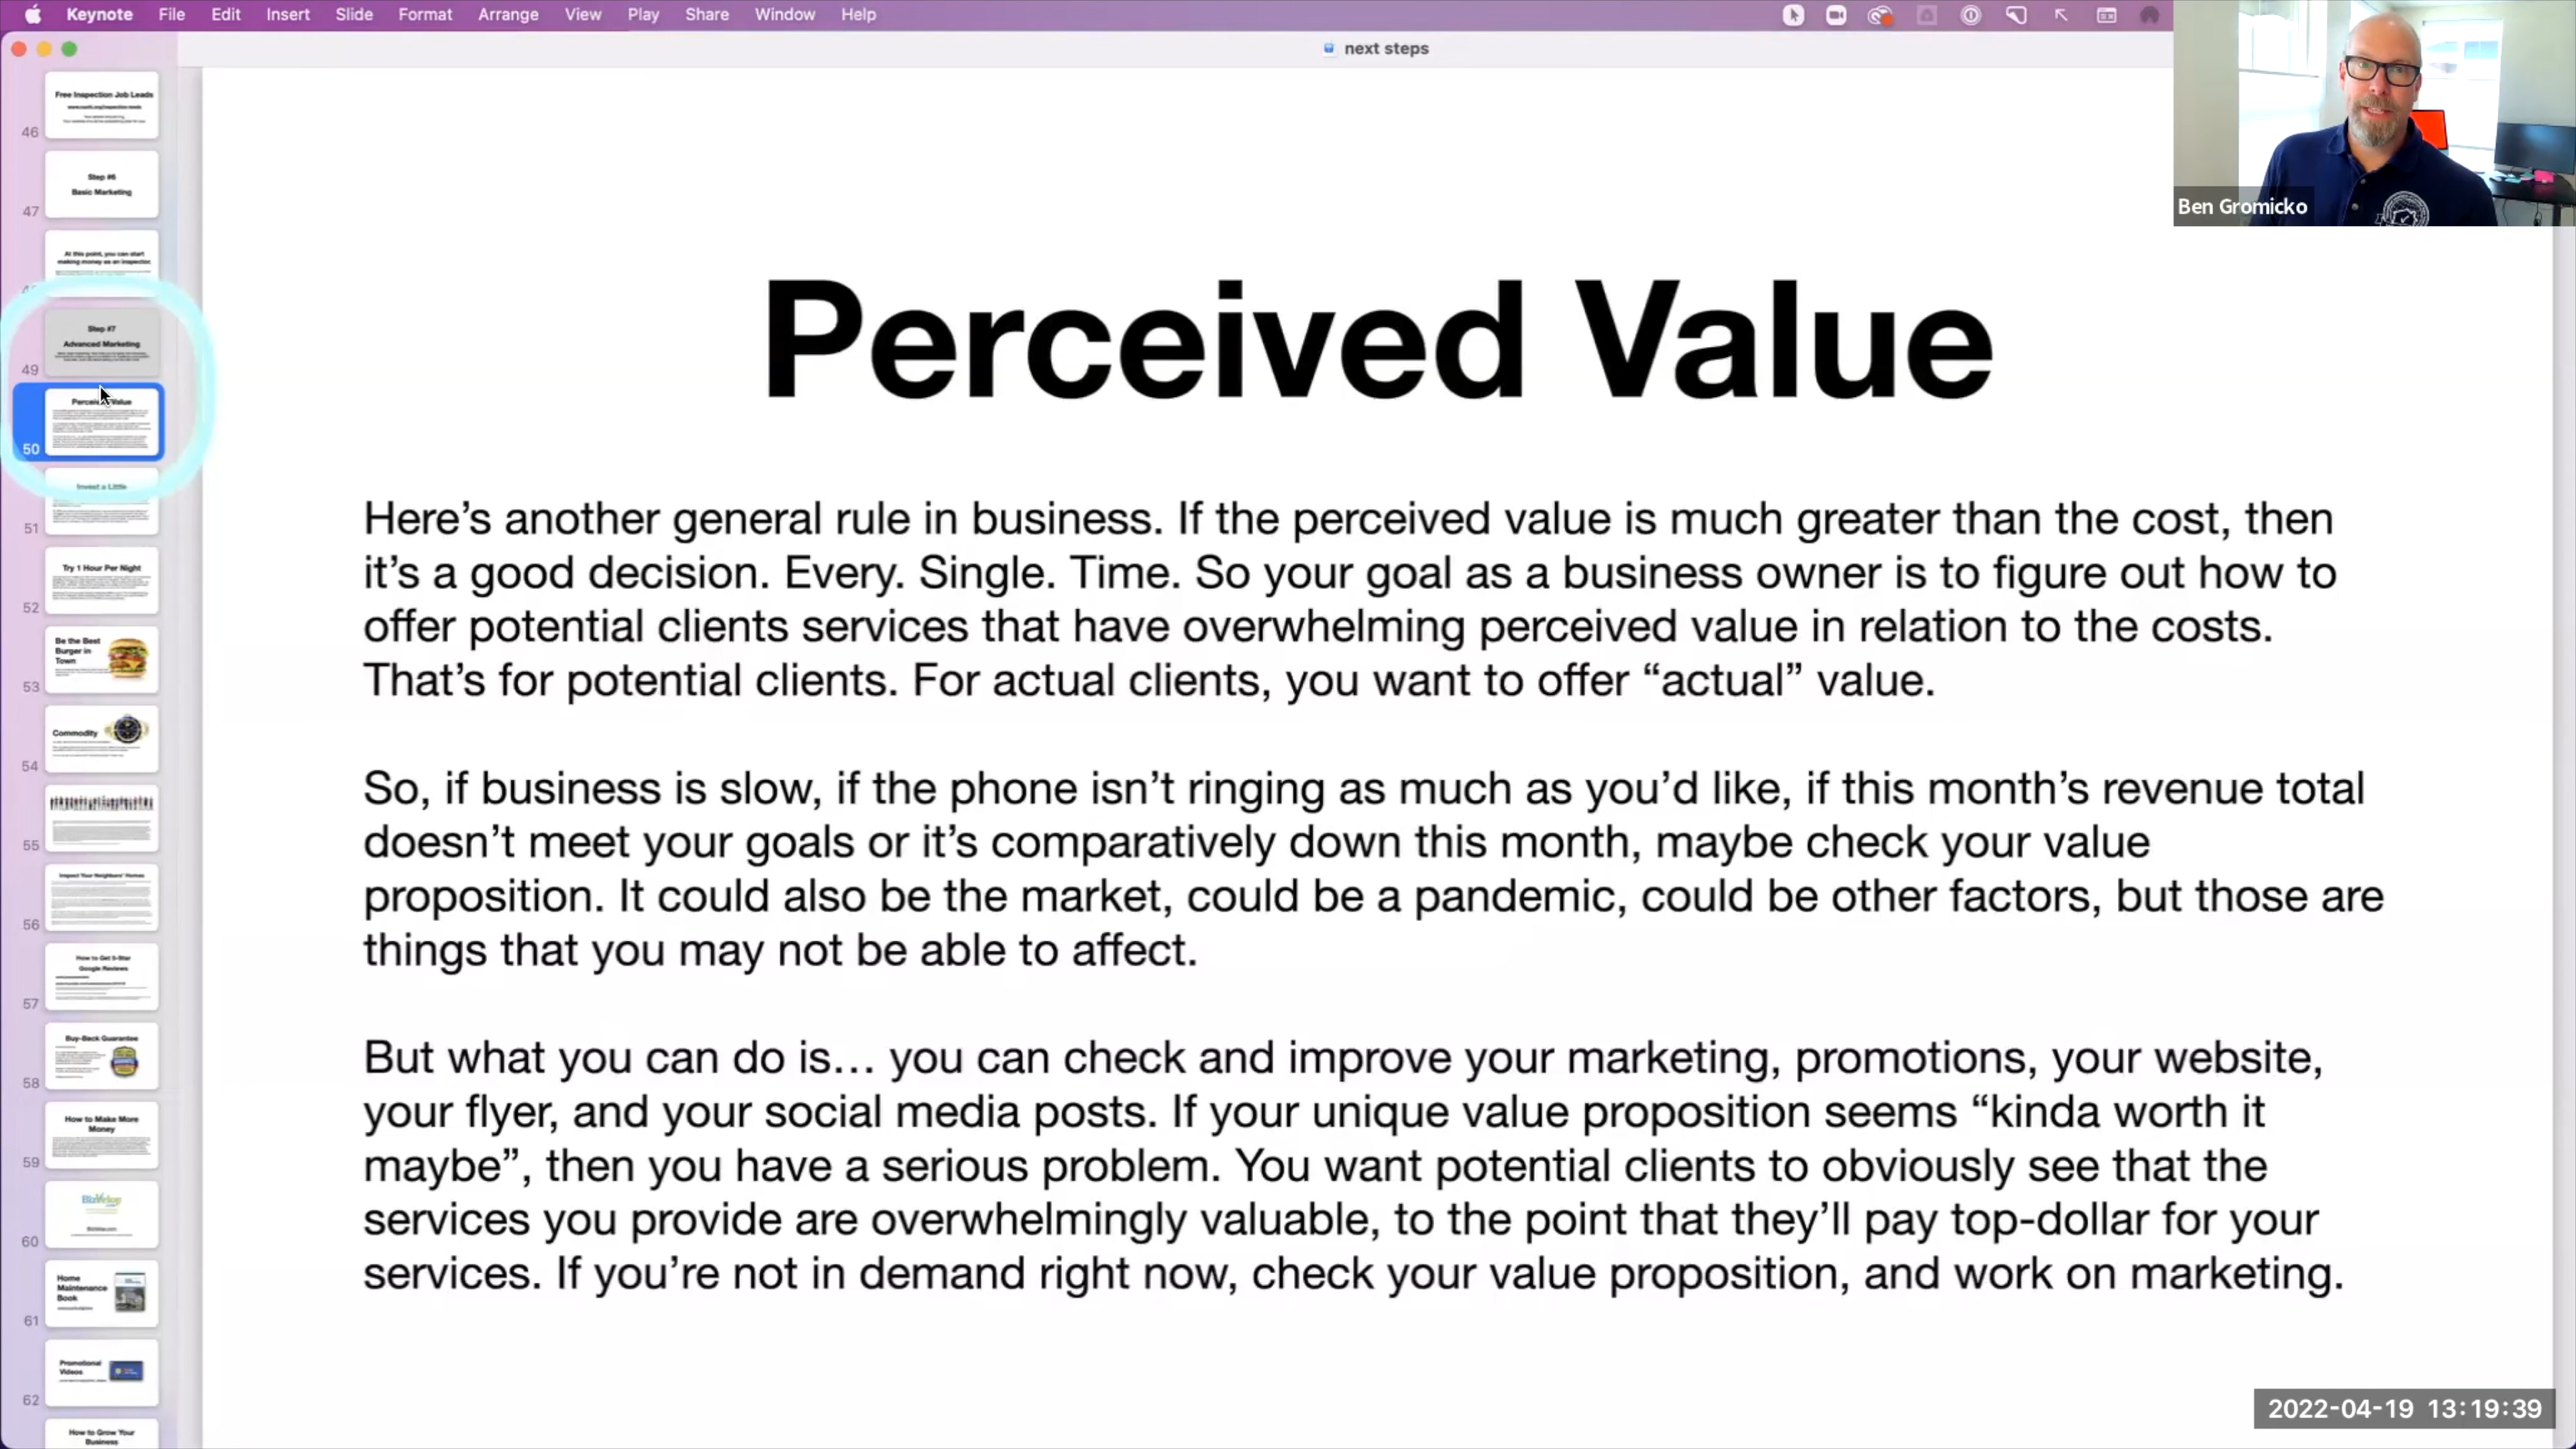 Keynote File Edit Insert Slide Format Arrange View Play Share Window Help
next steps
Ben Gromicko
Free Inspection Job Leads
46
Step #6
Basic Marketing
47
At this point, you can start
making money as an inspector.
Step #7
Advanced Marketing
49
Perceived Value
50
Invest a Little
51
Try 1 Hour Per Night
52
Be the Best
Burger in
Town
53
Commodity
54
55
Inspect Your Neighbors' Homes
56
How to Get 5-Star
Google Reviews
57
Buy-Back Guarantee
58
How to Make More
Money
59
60
Home
Maintenance
Book
61
Promotional
Videos
62
How to Grow Your
Business
Perceived Value
Here’s another general rule in business. If the perceived value is much greater than the cost, then
it’s a good decision. Every. Single. Time. So your goal as a business owner is to figure out how to
offer potential clients services that have overwhelming perceived value in relation to the costs.
That’s for potential clients. For actual clients, you want to offer “actual” value.
So, if business is slow, if the phone isn’t ringing as much as you’d like, if this month’s revenue total
doesn’t meet your goals or it’s comparatively down this month, maybe check your value
proposition. It could also be the market, could be a pandemic, could be other factors, but those are
things that you may not be able to affect.
But what you can do is… you can check and improve your marketing, promotions, your website,
your flyer, and your social media posts. If your unique value proposition seems “kinda worth it
maybe”, then you have a serious problem. You want potential clients to obviously see that the
services you provide are overwhelmingly valuable, to the point that they’ll pay top-dollar for your
services. If you’re not in demand right now, check your value proposition, and work on marketing.
2022-04-19 13:19:39